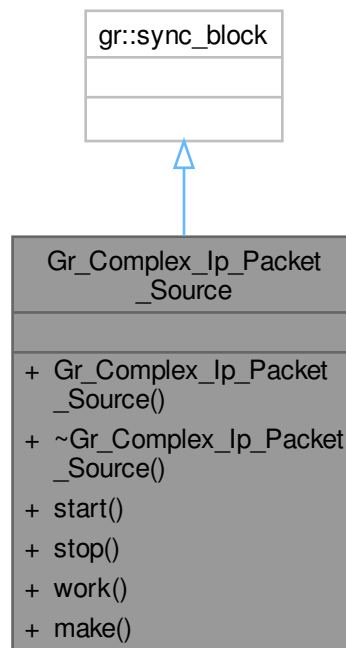 gr::sync_block
Gr_Complex_Ip_Packet
_Source
+ Gr_Complex_Ip_Packet
_Source()
+ ~Gr_Complex_Ip_Packet
_Source()
+ start()
+ stop()
+ work()
+ make()